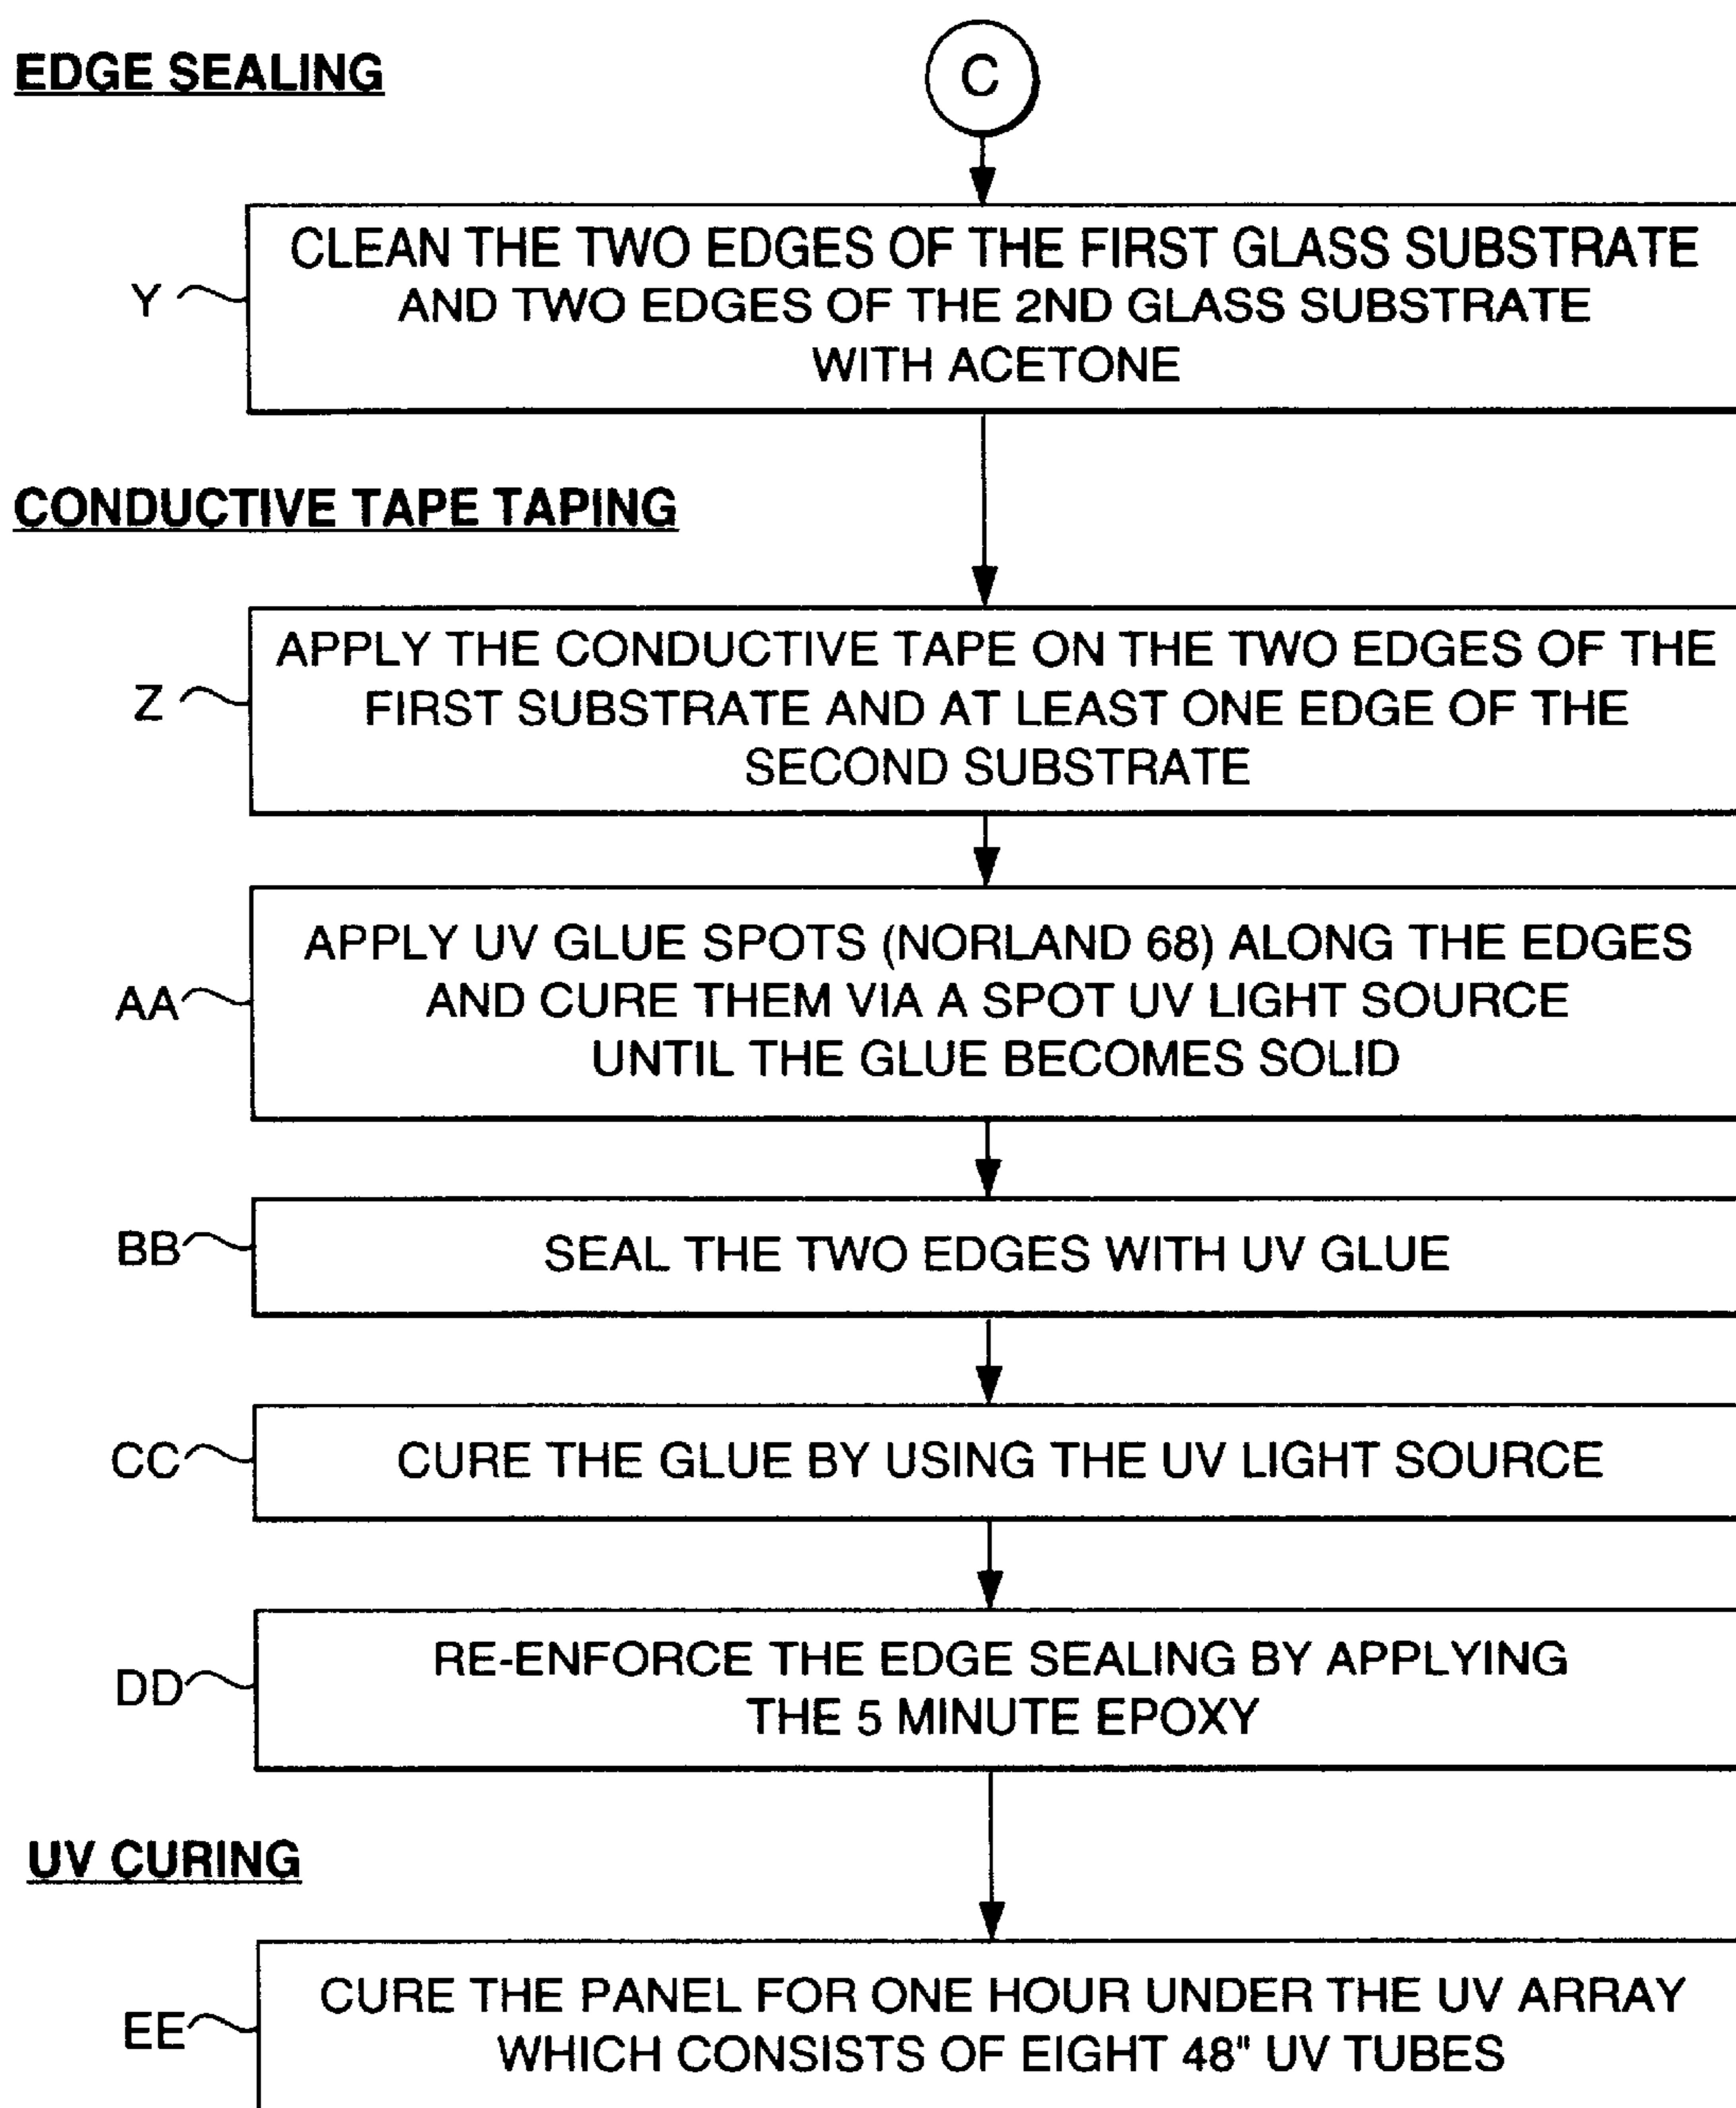 EDGE SEALING
C
CLEAN THE TWO EDGES OF THE FIRST GLASS SUBSTRATE
AND TWO EDGES OF THE 2ND GLASS SUBSTRATE
WITH ACETONE
Y
CONDUCTIVE TAPE TAPING
APPLY THE CONDUCTIVE TAPE ON THE TWO EDGES OF THE
FIRST SUBSTRATE AND AT LEAST ONE EDGE OF THE
SECOND SUBSTRATE
Z
APPLY UV GLUE SPOTS (NORLAND 68) ALONG THE EDGES
AND CURE THEM VIA A SPOT UV LIGHT SOURCE
UNTIL THE GLUE BECOMES SOLID
AA
SEAL THE TWO EDGES WITH UV GLUE
BB
CURE THE GLUE BY USING THE UV LIGHT SOURCE
CC
RE-ENFORCE THE EDGE SEALING BY APPLYING
THE 5 MINUTE EPOXY
DD
UV CURING
CURE THE PANEL FOR ONE HOUR UNDER THE UV ARRAY
WHICH CONSISTS OF EIGHT 48" UV TUBES
EE